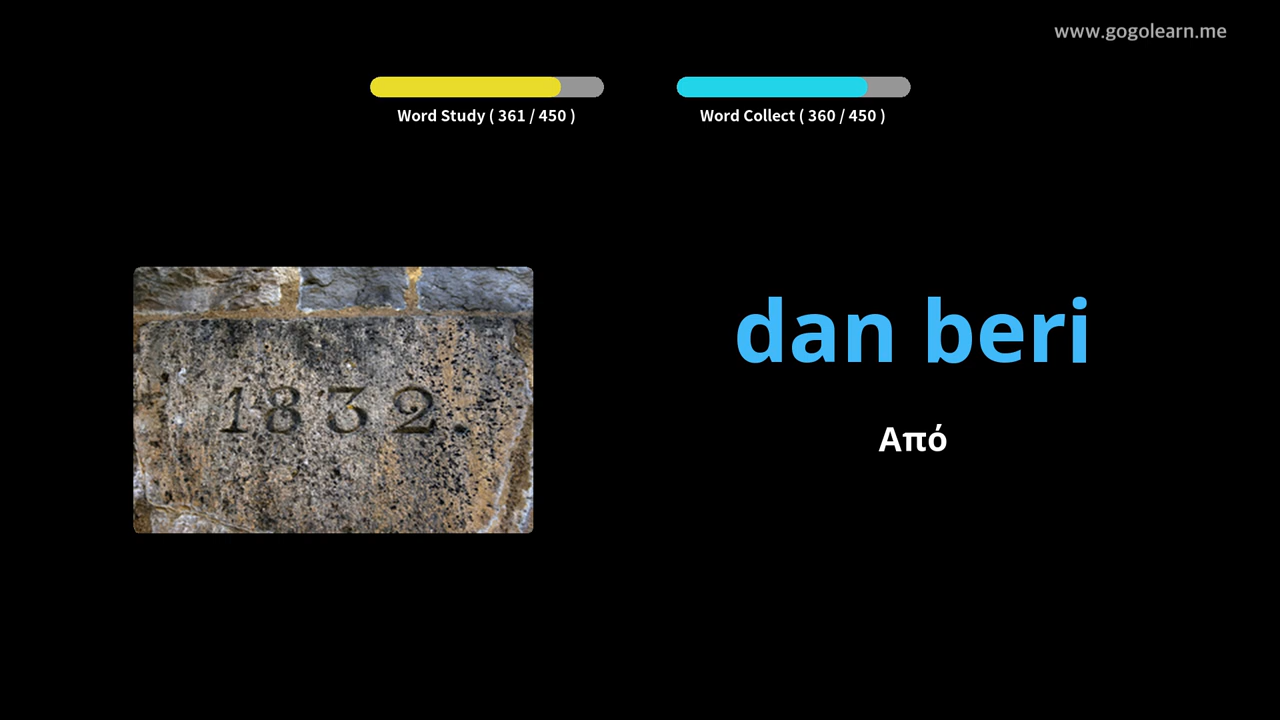 www.gogolearn.me
Word Study ( 361 / 450 )
Word Collect ( 360 / 450 )
1832.
dan beri
Από